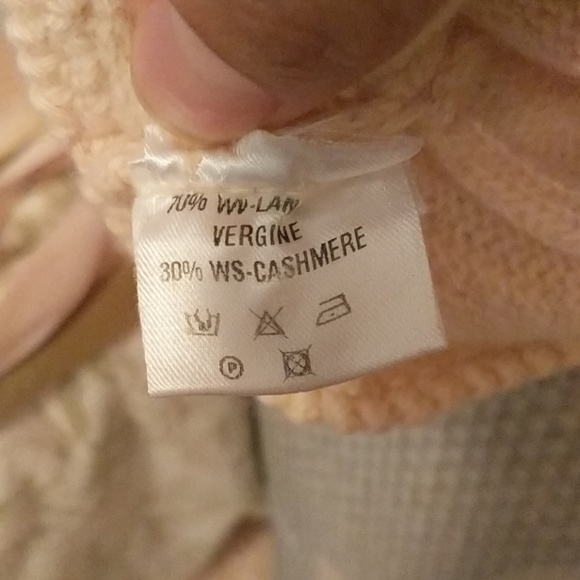 70% WV-LANA
VERGINE
30% WS-CASHMERE
P